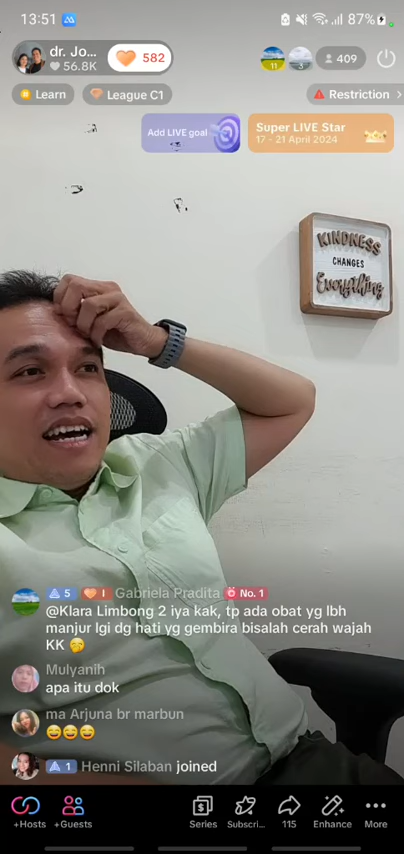 13:51
87%
dr. Jo...
56.8K
582
11
3
409
Learn
League C1
Restriction
Add LIVE goal
Super LIVE Star
17 - 21 April 2024
KINDNESS
CHANGES
Everything
5
I
Gabriela Pradita
No. 1
@Klara Limbong 2 iya kak, tp ada obat yg lbh
manjur lgi dg hati yg gembira bisalah cerah wajah
KK 🤭
Mulyanih
apa itu dok
ma Arjuna br marbun
😅😅😅
1
Henni Silaban joined
+Hosts
+Guests
Series
Subscri...
115
Enhance
More